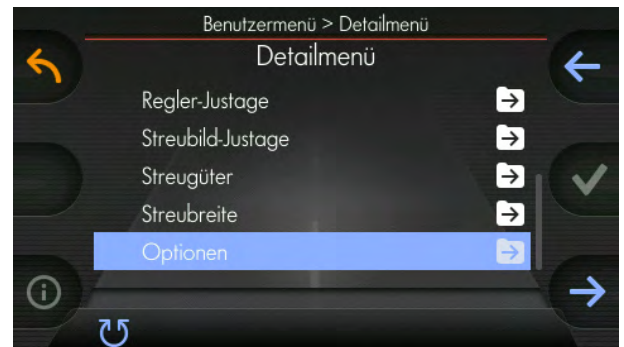 Benutzermenü > Detailmenü
Detailmenü
Regler-Justage
Streubild-Justage
Streugüter
Streubreite
Optionen